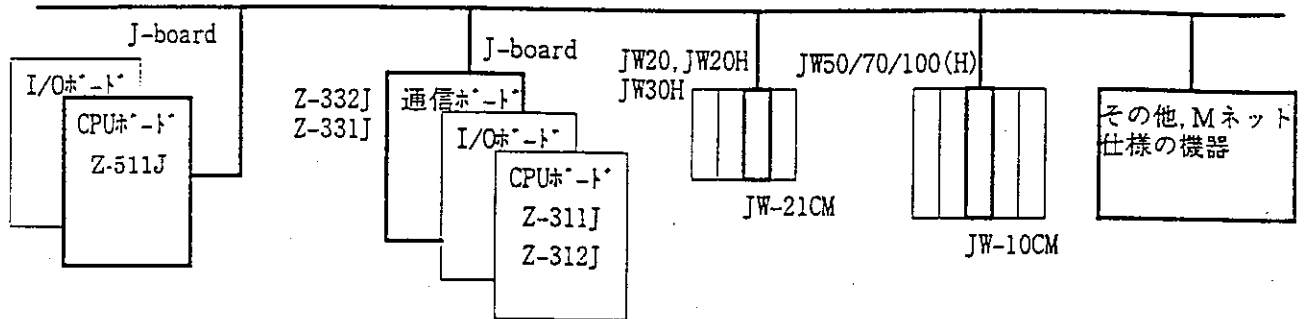 J-board
I/Oボード
CPUボード
Z-511J
J-board
Z-332J
Z-331J
通信ボード
I/Oボード
CPUボード
Z-311J
Z-312J
JW20,JW20H
JW30H
JW-21CM
JW50/70/100(H)
JW-10CM
その他,Mネット
仕様の機器